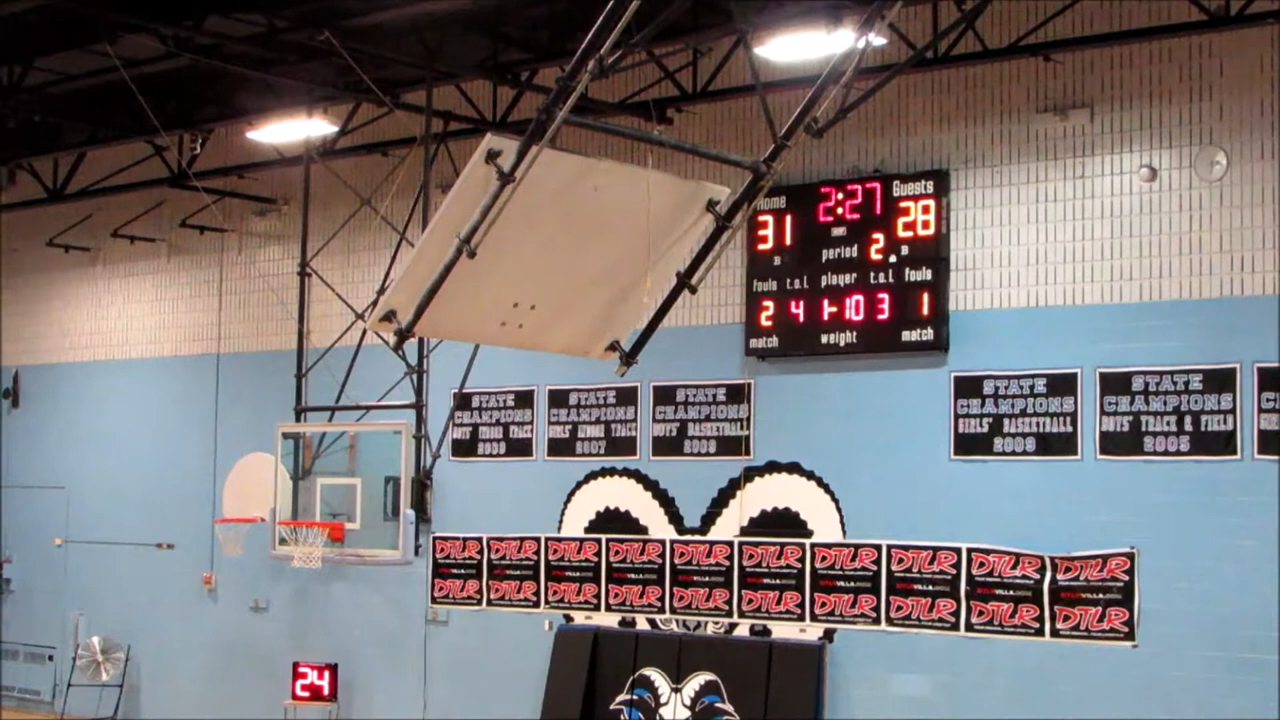 Home 2:27 Guests
31 28
period 2
B B
fouls t.o.l. player t.o.l. fouls
2 4 1-10 3 1
match weight match
STATE
CHAMPIONS
BOYS' INDOOR TRACK
STATE
CHAMPIONS
GIRLS' INDOOR TRACK
2007
STATE
CHAMPIONS
BOYS' BASKETBALL
2009
STATE
CHAMPIONS
GIRLS' BASKETBALL
2009
STATE
CHAMPIONS
BOYS' TRACK & FIELD
2005
DTLR DTLR DTLR DTLR DTLR DTLR DTLR DTLR DTLR DTLR
DTLR DTLR DTLR DTLR DTLR DTLR DTLR DTLR DTLR DTLR
24